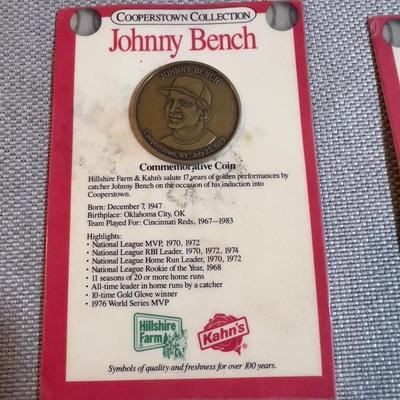 COOPERSTOWN COLLECTION
Johnny Bench
JOHNNY BENCH
Cooperstown, NY July 23, 1989
Commemorative Coin
Hillshire Farm & Kahn's salute 17 years of golden performances by
catcher Johnny Bench on the occasion of his induction into
Cooperstown.
Born: December 7, 1947
Birthplace: Oklahoma City, OK
Team Played For: Cincinnati Reds, 1967—1983
Highlights:
• National League MVP, 1970, 1972
• National League RBI Leader, 1970, 1972, 1974
• National League Home Run Leader, 1970, 1972
• National League Rookie of the Year, 1968
• 11 seasons of 20 or more home runs
• All-time leader in home runs by a catcher
• 10-time Gold Glove winner
• 1976 World Series MVP
Hillshire
Farm
Kahn's
Symbols of quality and freshness for over 100 years.